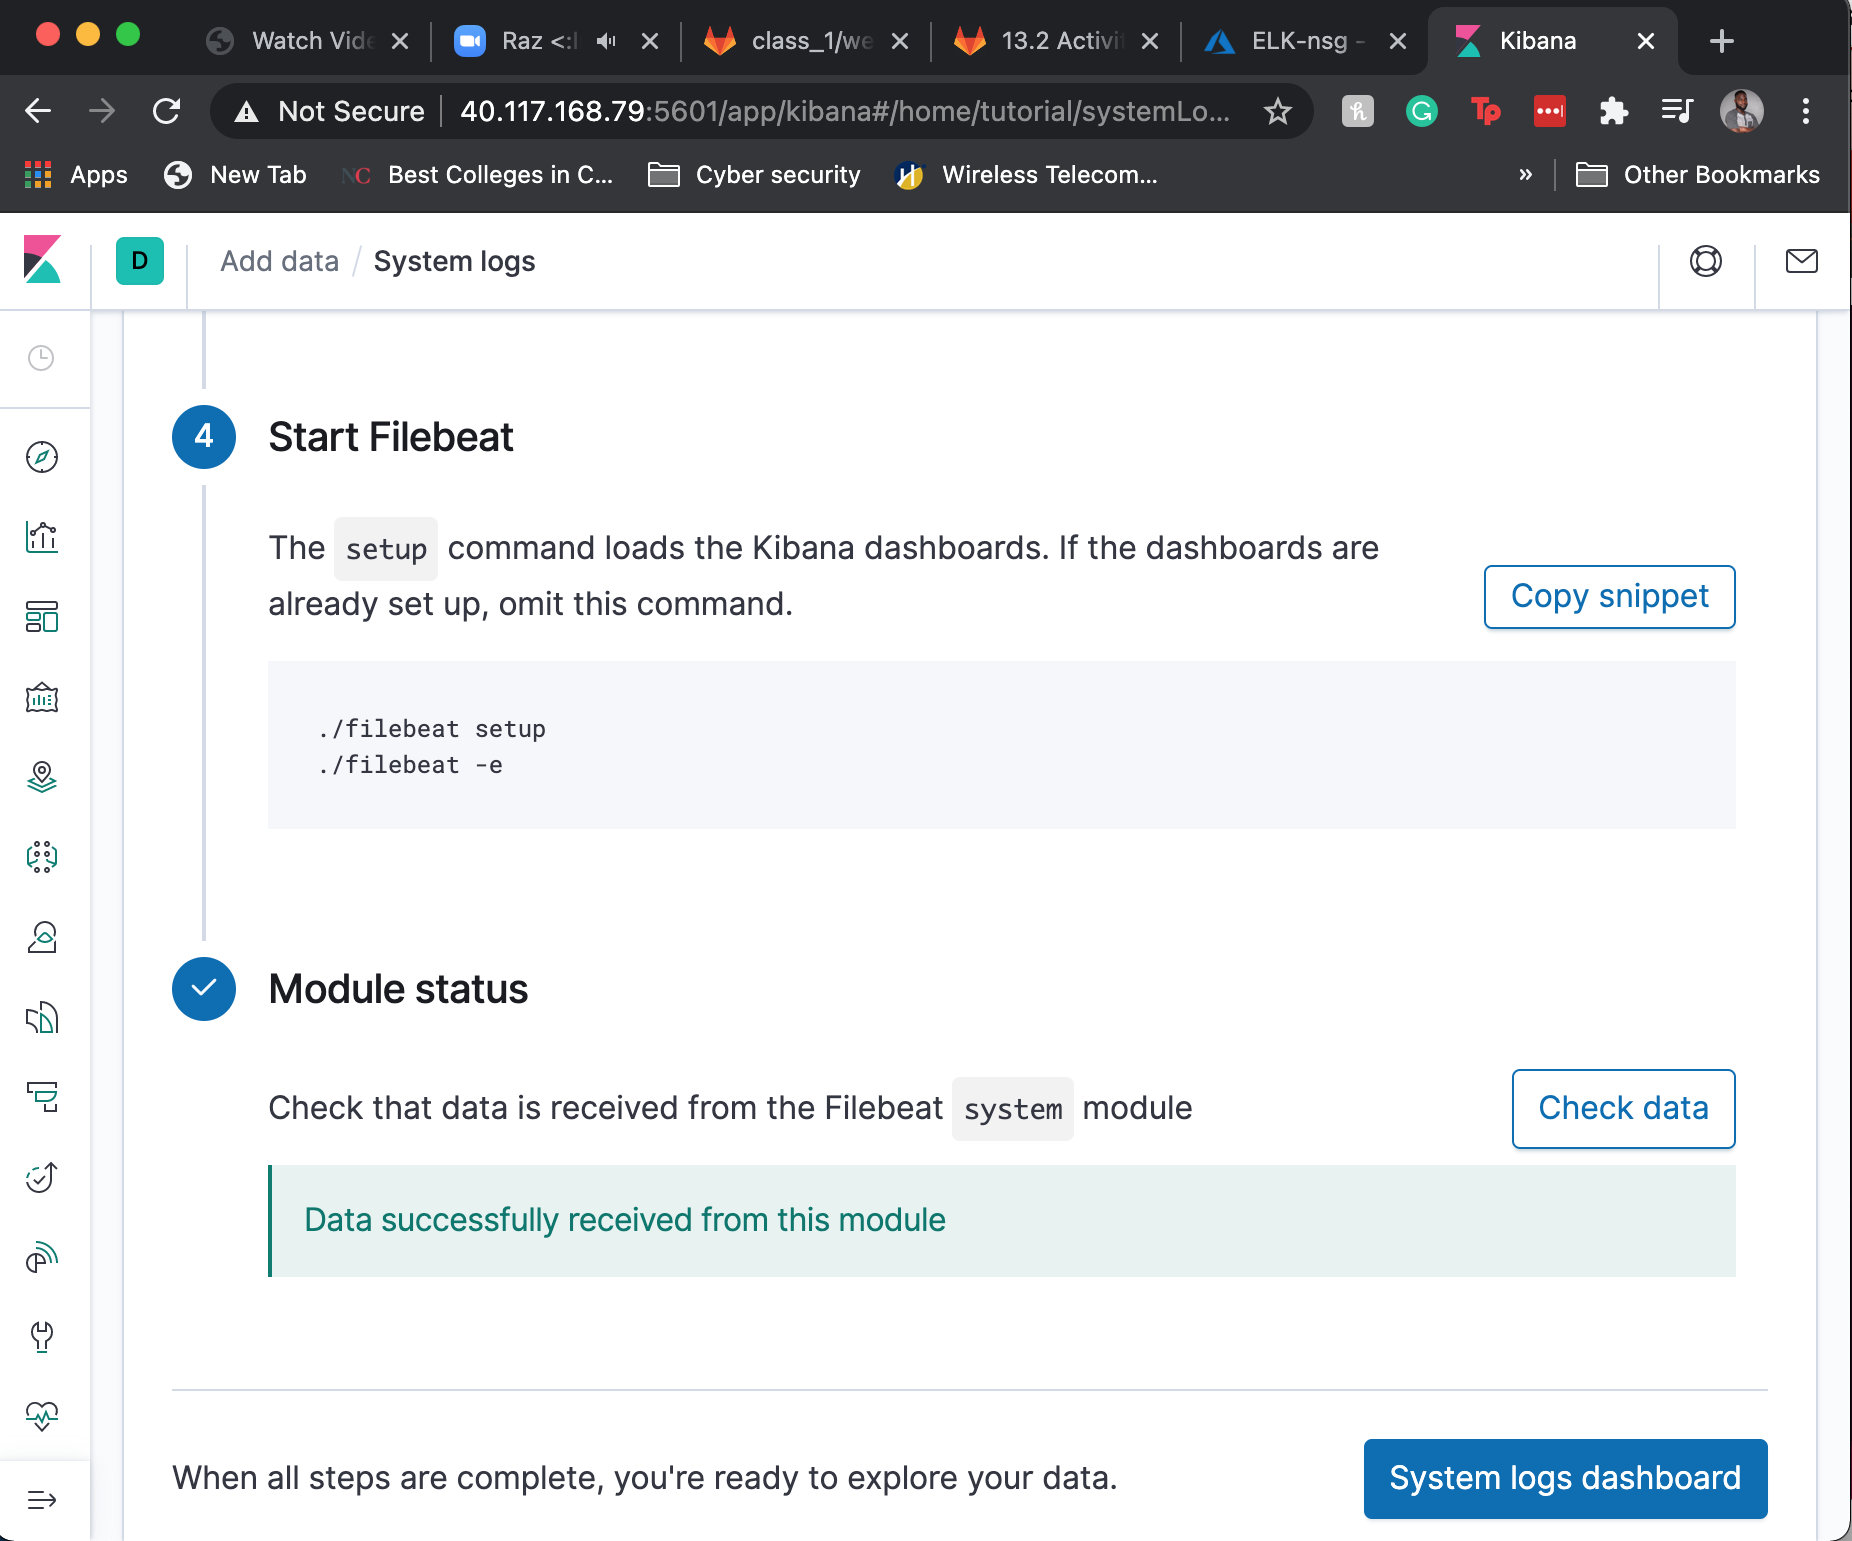 Watch Vide
Raz <:
class_1/we
13.2 Activi
ELK-nsg -
Kibana
Not Secure
40.117.168.79:5601/app/kibana#/home/tutorial/systemLo...
Apps
New Tab
NC
Best Colleges in C...
Cyber security
Wireless Telecom...
»
Other Bookmarks
D
Add data / System logs
4
Start Filebeat
The setup command loads the Kibana dashboards. If the dashboards are
already set up, omit this command.
Copy snippet
./filebeat setup
./filebeat -e
Module status
Check that data is received from the Filebeat system module
Check data
Data successfully received from this module
When all steps are complete, you're ready to explore your data.
System logs dashboard